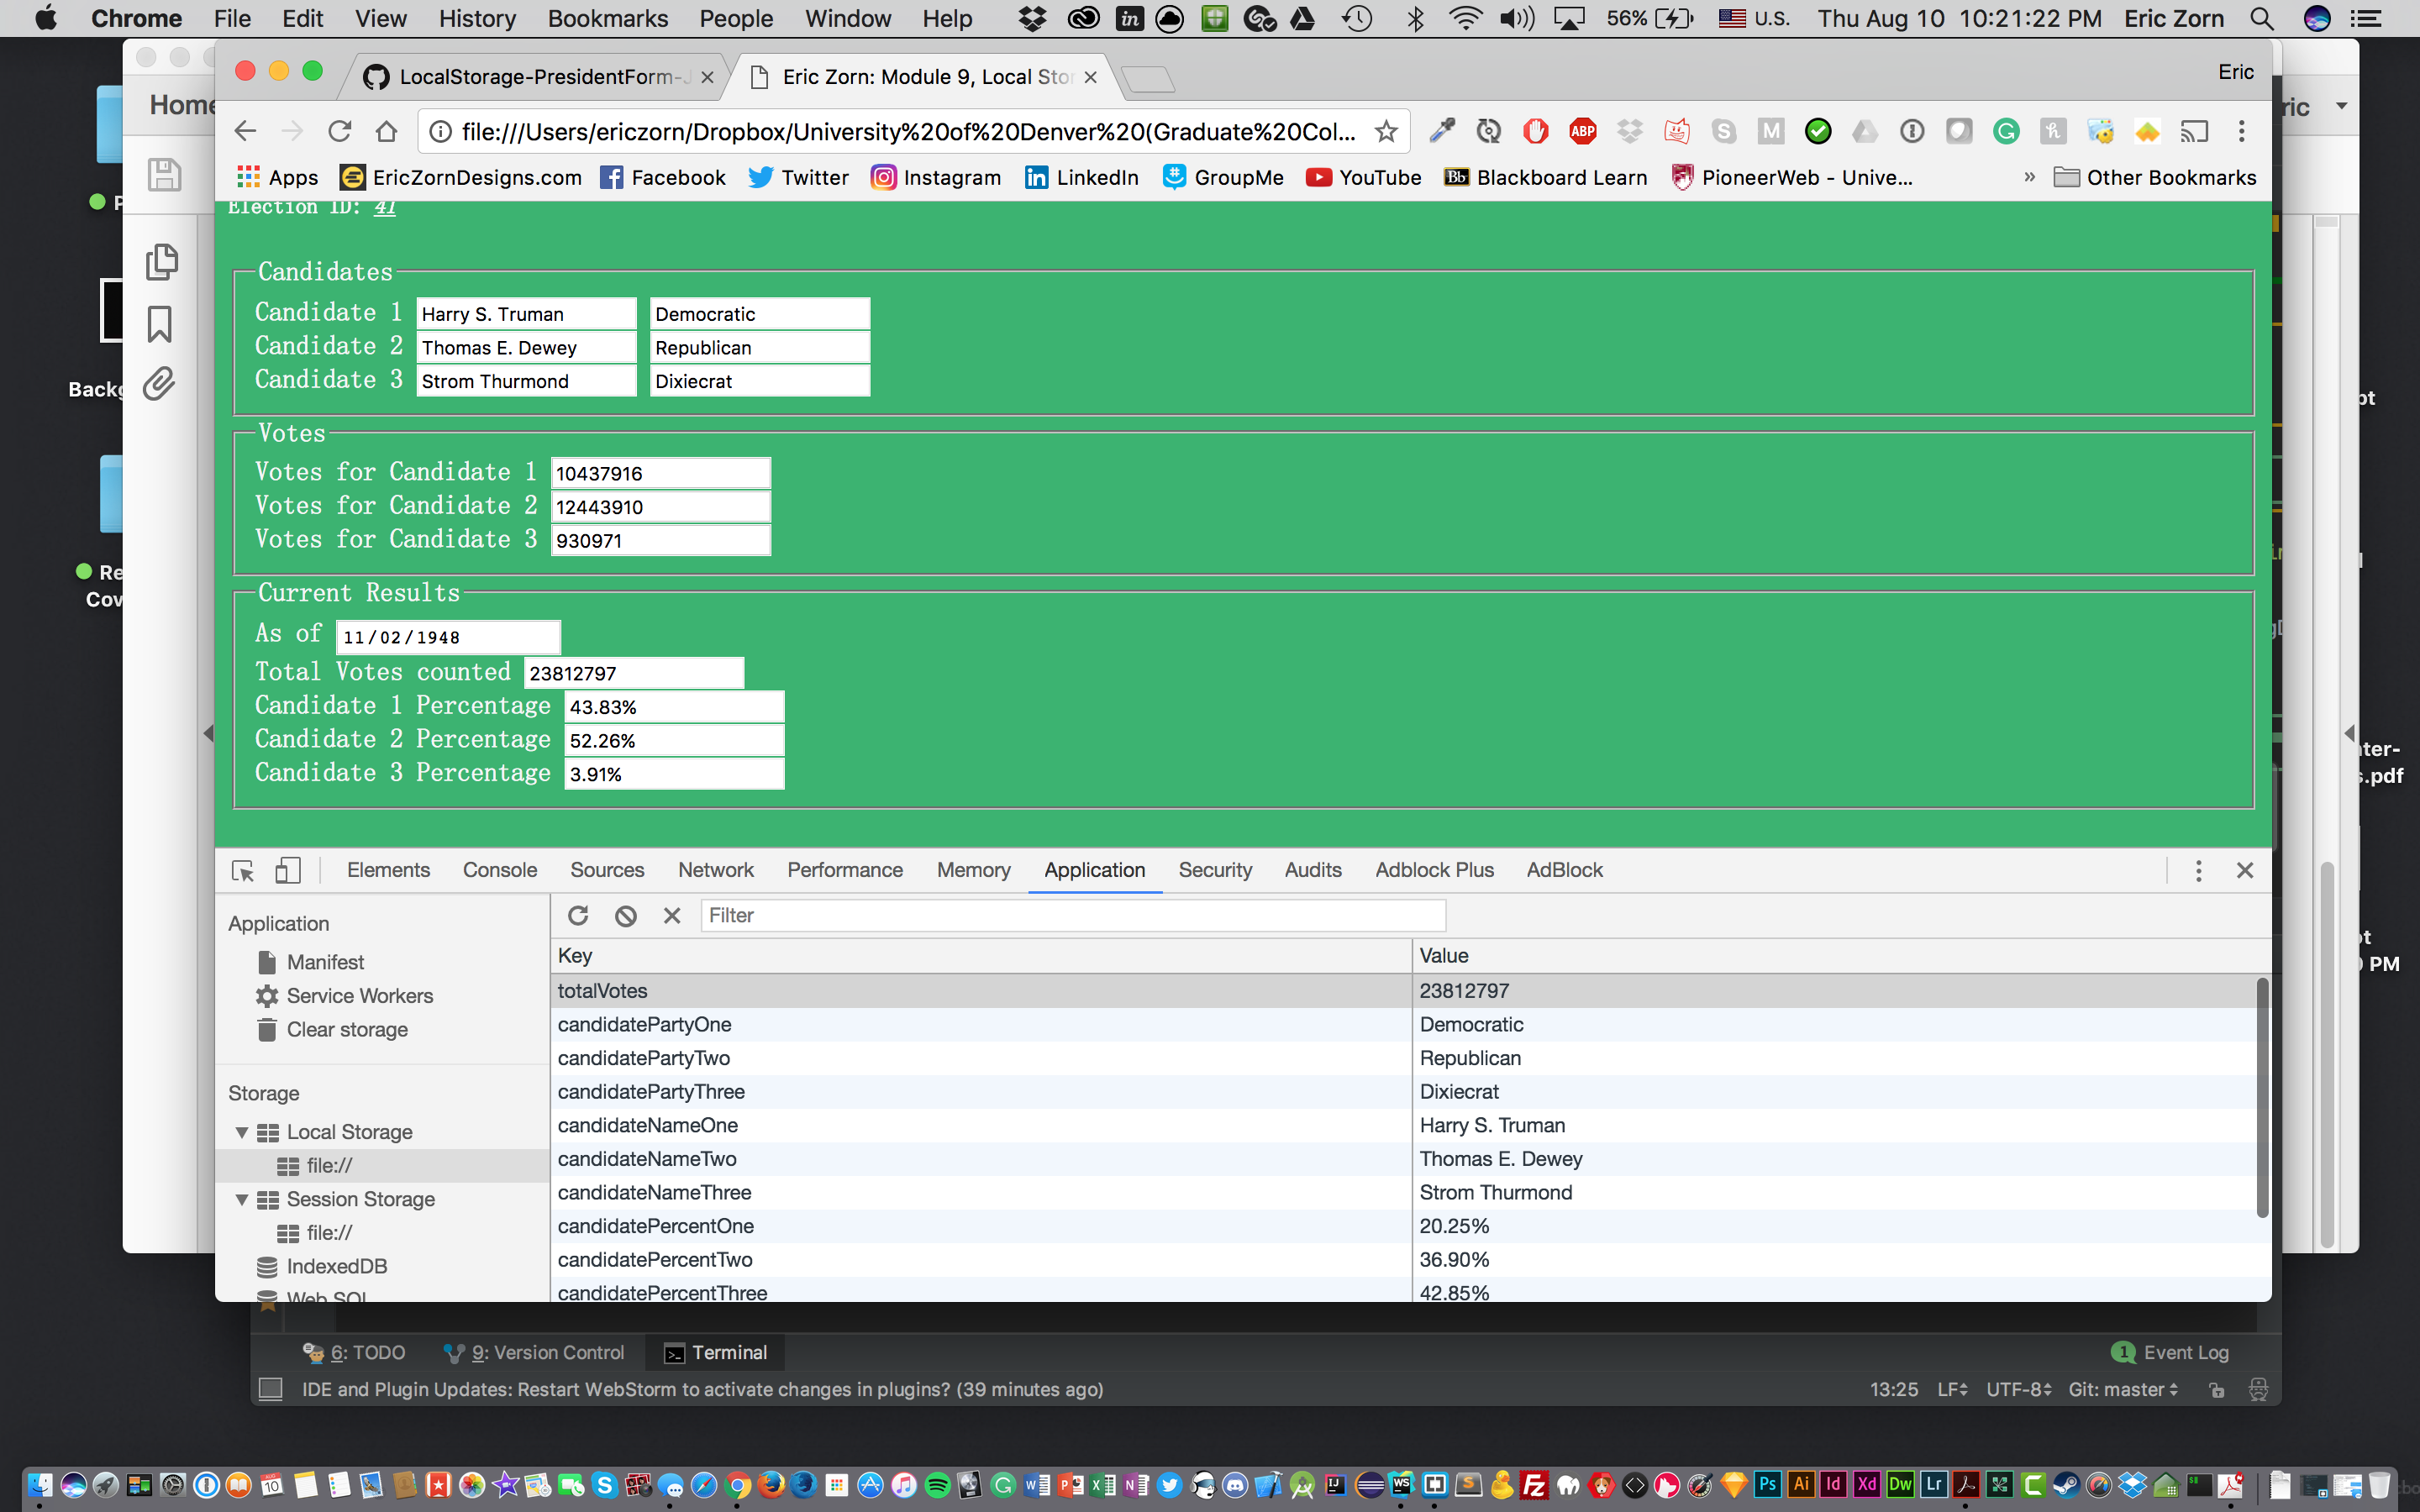 Chrome File Edit View History Bookmarks People Window Help 56% U.S. Thu Aug 10 10:21:22 PM Eric Zorn
LocalStorage-PresidentForm-J Eric Zorn: Module 9, Local Stor Eric
Home
file:///Users/ericzorn/Dropbox/University%20of%20Denver%20(Graduate%20Col...
Apps EricZornDesigns.com Facebook Twitter Instagram LinkedIn GroupMe YouTube Blackboard Learn PioneerWeb - Unive... » Other Bookmarks
Election ID: 41
Candidates
Candidate 1 Harry S. Truman Democratic
Candidate 2 Thomas E. Dewey Republican
Candidate 3 Strom Thurmond Dixiecrat
Votes
Votes for Candidate 1 10437916
Votes for Candidate 2 12443910
Votes for Candidate 3 930971
Current Results
As of 11/02/1948
Total Votes counted 23812797
Candidate 1 Percentage 43.83%
Candidate 2 Percentage 52.26%
Candidate 3 Percentage 3.91%
Elements Console Sources Network Performance Memory Application Security Audits Adblock Plus AdBlock
Filter
Application
Manifest
Service Workers
Clear storage
Storage
Local Storage
file://
Session Storage
file://
IndexedDB
Web SQL
Key Value
totalVotes 23812797
candidatePartyOne Democratic
candidatePartyTwo Republican
candidatePartyThree Dixiecrat
candidateNameOne Harry S. Truman
candidateNameTwo Thomas E. Dewey
candidateNameThree Strom Thurmond
candidatePercentOne 20.25%
candidatePercentTwo 36.90%
candidatePercentThree 42.85%
6: TODO 9: Version Control Terminal 1 Event Log
IDE and Plugin Updates: Restart WebStorm to activate changes in plugins? (39 minutes ago) 13:25 LF UTF-8 Git: master